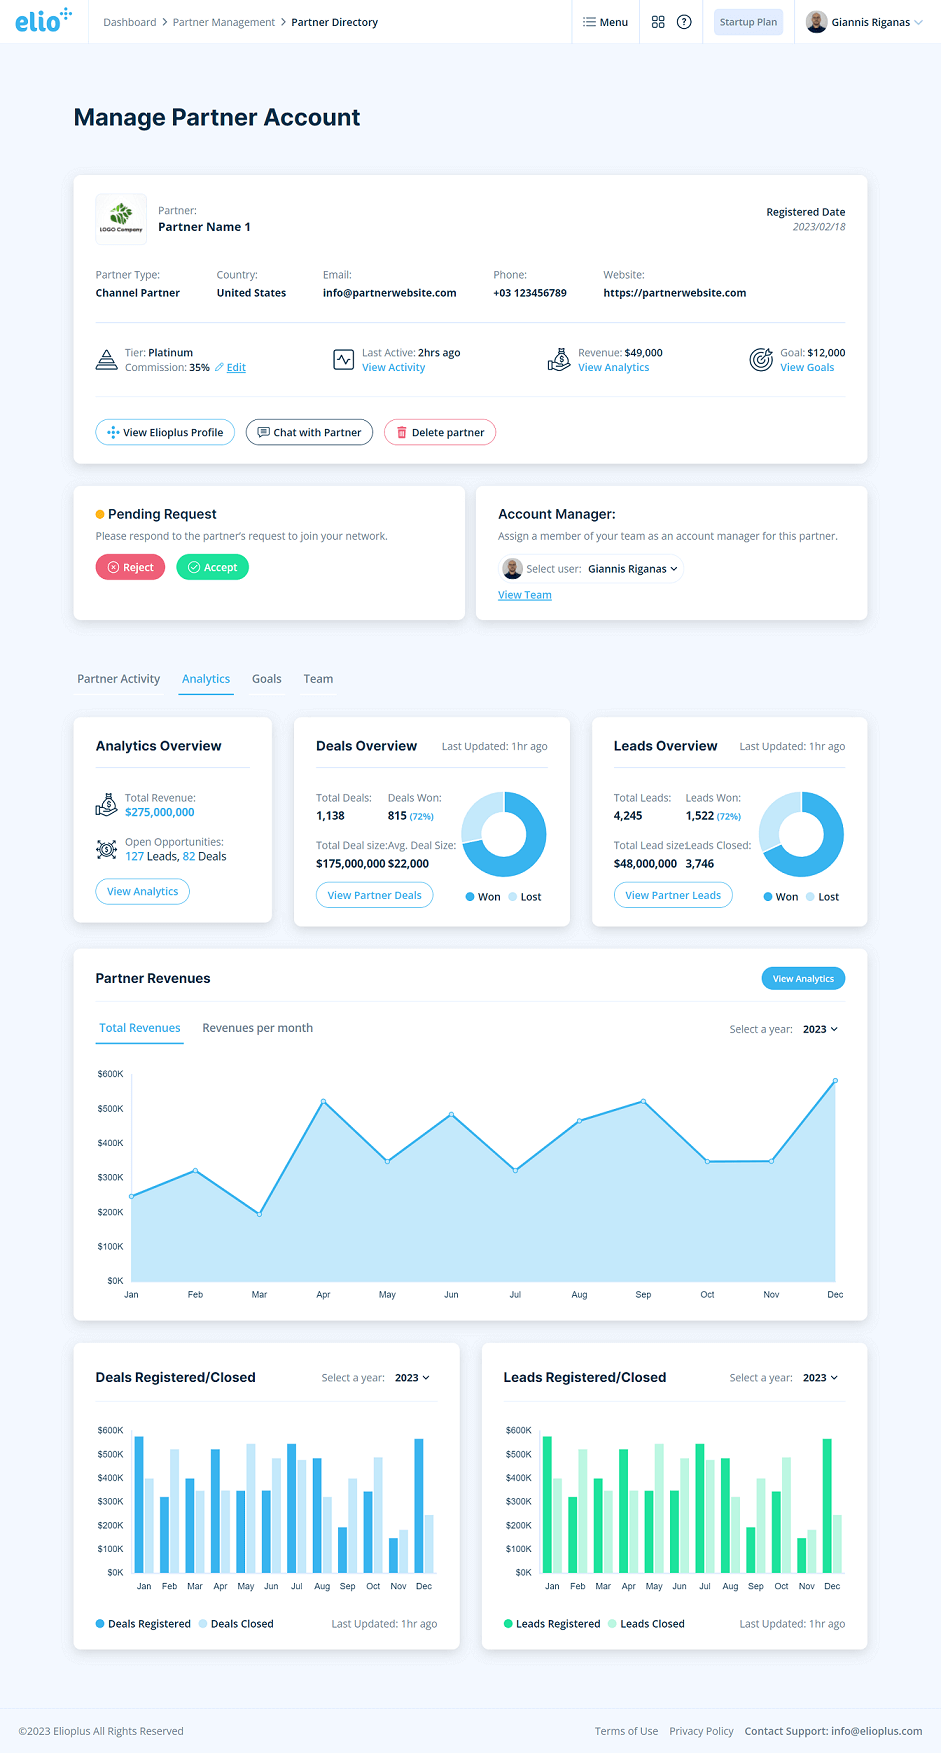 elio
Dashboard > Partner Management > Partner Directory
Menu
?
Startup Plan
Giannis Riganas
Manage Partner Account
LOGO Company
Partner:
Partner Name 1
Registered Date
2023/02/18
Partner Type:
Channel Partner
Country:
United States
Email:
info@partnerwebsite.com
Phone:
+03 123456789
Website:
https://partnerwebsite.com
Tier: Platinum
Commission: 35% Edit
Last Active: 2hrs ago
View Activity
Revenue: $49,000
View Analytics
Goal: $12,000
View Goals
View Elioplus Profile
Chat with Partner
Delete partner
Pending Request
Please respond to the partner's request to join your network.
Reject
Accept
Account Manager:
Assign a member of your team as an account manager for this partner.
Select user: Giannis Riganas
View Team
Partner Activity
Analytics
Goals
Team
Analytics Overview
Total Revenue:
$275,000,000
Open Opportunities:
127 Leads, 82 Deals
View Analytics
Deals Overview
Last Updated: 1hr ago
Total Deals:
1,138
Deals Won:
815 (72%)
Total Deal size:
$175,000,000
Avg. Deal Size:
$22,000
View Partner Deals
Won
Lost
Leads Overview
Last Updated: 1hr ago
Total Leads:
4,245
Leads Won:
1,522 (72%)
Total Lead size:
$48,000,000
Leads Closed:
3,746
View Partner Leads
Won
Lost
Partner Revenues
View Analytics
Total Revenues
Revenues per month
Select a year: 2023
$600K
$500K
$400K
$300K
$200K
$100K
$0K
Jan Feb Mar Apr May Jun Jul Aug Sep Oct Nov Dec
Deals Registered/Closed
Select a year: 2023
$600K
$500K
$400K
$300K
$200K
$100K
$0K
Jan Feb Mar Apr May Jun Jul Aug Sep Oct Nov Dec
Deals Registered
Deals Closed
Last Updated: 1hr ago
Leads Registered/Closed
Select a year: 2023
$600K
$500K
$400K
$300K
$200K
$100K
$0K
Jan Feb Mar Apr May Jun Jul Aug Sep Oct Nov Dec
Leads Registered
Leads Closed
Last Updated: 1hr ago
©2023 Elioplus All Rights Reserved
Terms of Use
Privacy Policy
Contact Support: info@elioplus.com